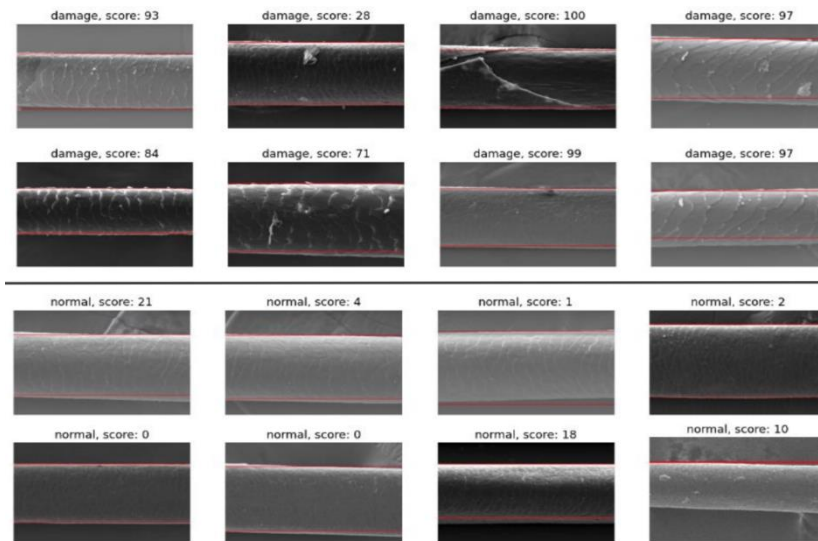 damage, score: 93
damage, score: 28
damage, score: 100
damage, score: 97
damage, score: 84
damage, score: 71
damage, score: 99
damage, score: 97
normal, score: 21
normal, score: 4
normal, score: 1
normal, score: 2
normal, score: 0
normal, score: 0
normal, score: 18
normal, score: 10